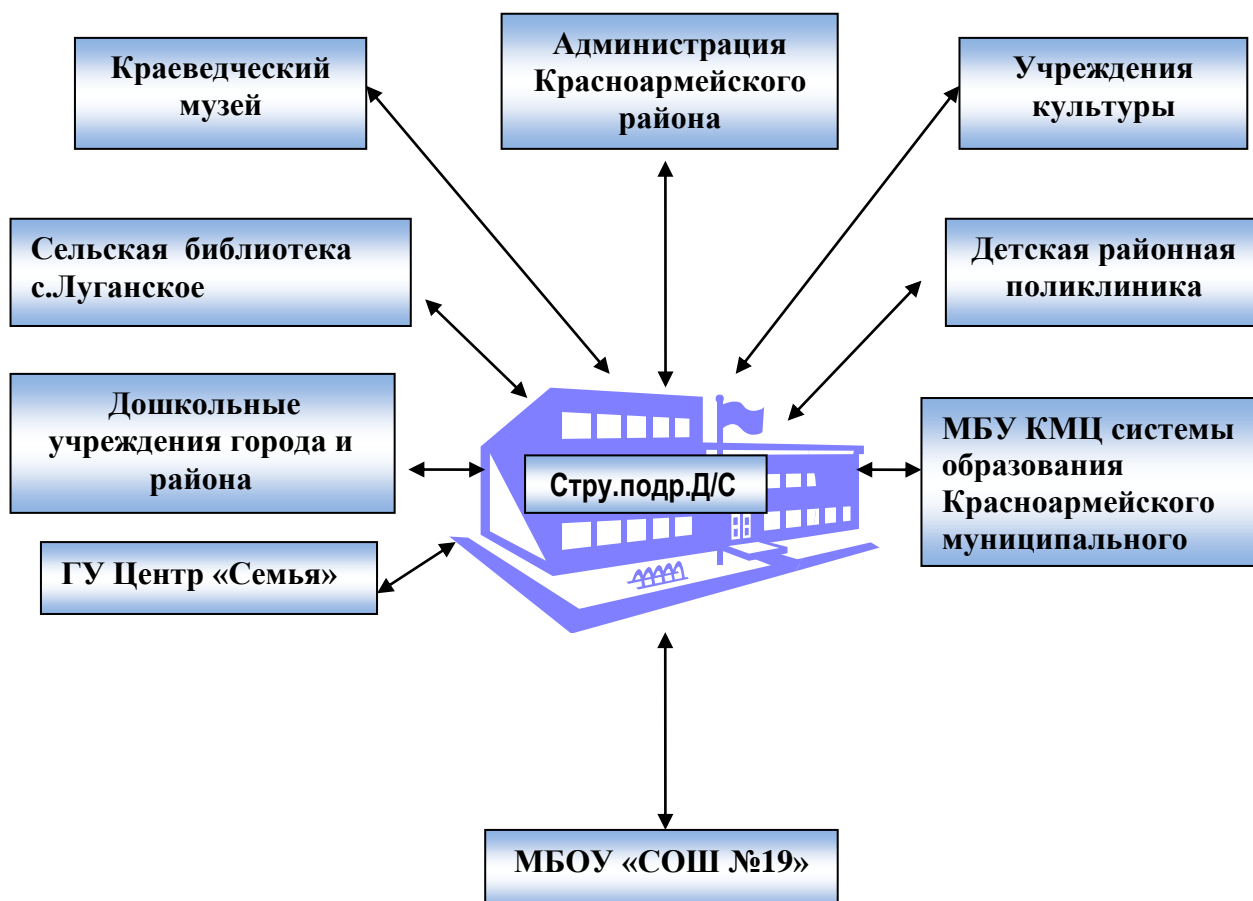 Краеведческий
музей
Администрация
Красноармейского
района
Учреждения
культуры
Сельская библиотека
с.Луганское
Детская районная
поликлиника
Дошкольные
учреждения города и
района
Стру.подр.Д/С
МБУ КМЦ системы
образования
Красноармейского
муниципального
ГУ Центр «Семья»
МБОУ «СОШ №19»